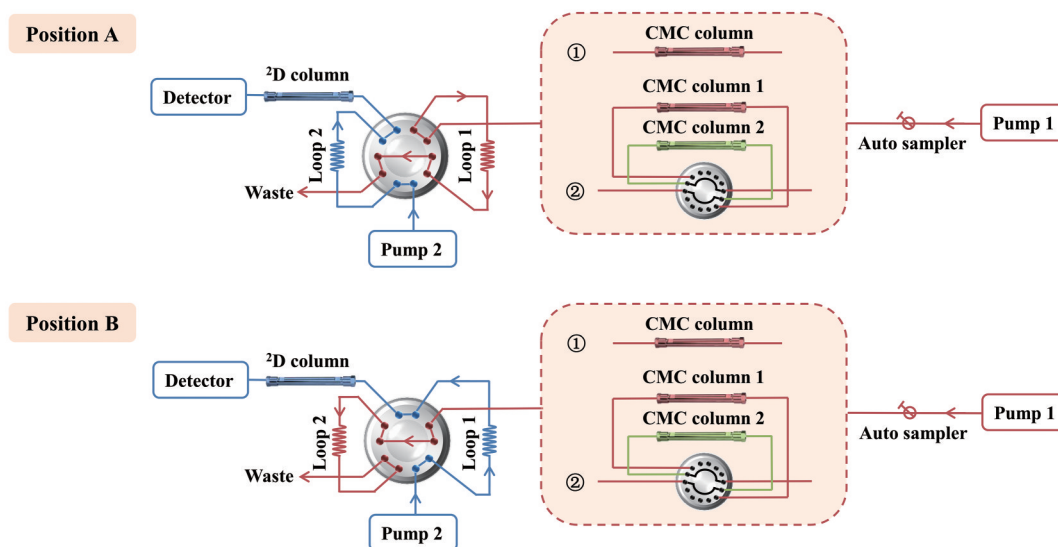 Position A
CMC column
①
²D column
CMC column 1
Detector
CMC column 2
Pump 1
Loop 2
Loop 1
Auto sampler
Waste
②
Pump 2
Position B
CMC column
①
²D column
CMC column 1
Detector
CMC column 2
Pump 1
Loop 2
Loop 1
Auto sampler
Waste
②
Pump 2